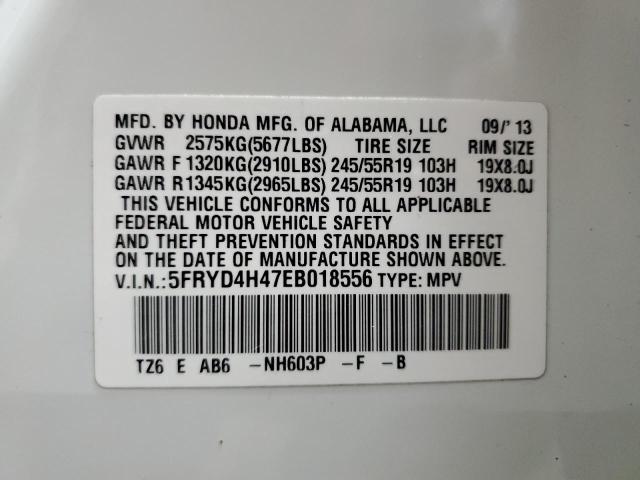 MFD. BY HONDA MFG. OF ALABAMA, LLC 09/'13
GVWR 2575KG(5677LBS) TIRE SIZE RIM SIZE
GAWR F 1320KG(2910LBS) 245/55R19 103H 19X8.0J
GAWR R 1345KG(2965LBS) 245/55R19 103H 19X8.0J
THIS VEHICLE CONFORMS TO ALL APPLICABLE
FEDERAL MOTOR VEHICLE SAFETY
AND THEFT PREVENTION STANDARDS IN EFFECT
ON THE DATE OF MANUFACTURE SHOWN ABOVE.
V.I.N.:5FRYD4H47EB018556 TYPE: MPV
TZ6 E AB6 -NH603P -F -B